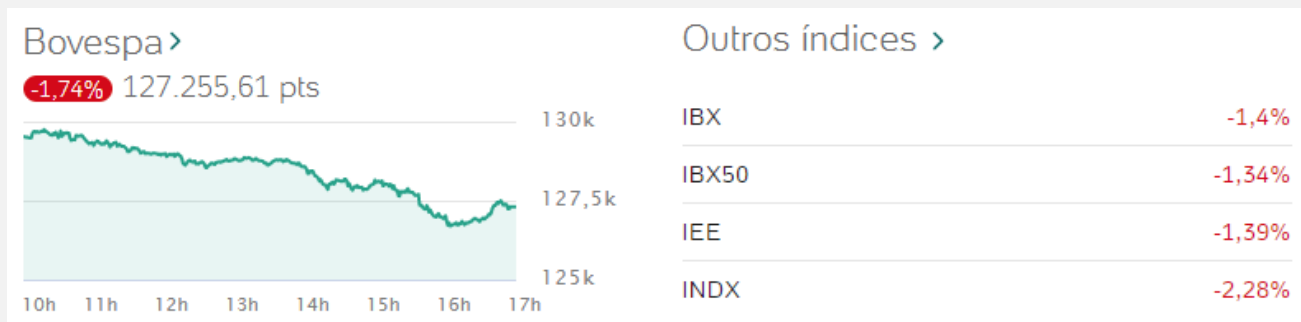 Bovespa >
-1,74% 127.255,61 pts
130k
127,5k
125k
10h 11h 12h 13h 14h 15h 16h 17h
Outros índices >
IBX -1,4%
IBX50 -1,34%
IEE -1,39%
INDX -2,28%